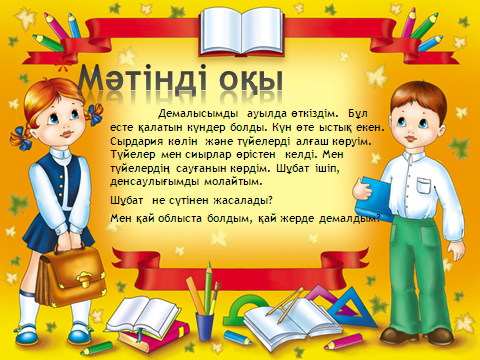 Мәтінді оқы
Демалысымды ауылда өткіздім. Бұл
есте қалатын күндер болды. Күн өте ыстық екен.
Сырдария көлін және түйелерді алғаш көруім.
Түйелер мен сиырлар өрістен келді. Мен
түйелердің сауғанын көрдім. Шұбат ішіп,
денсаулығымды молайтым.
Шұбат не сүтінен жасалады?
Мен қай облыста болдым, қай жерде демалдым?